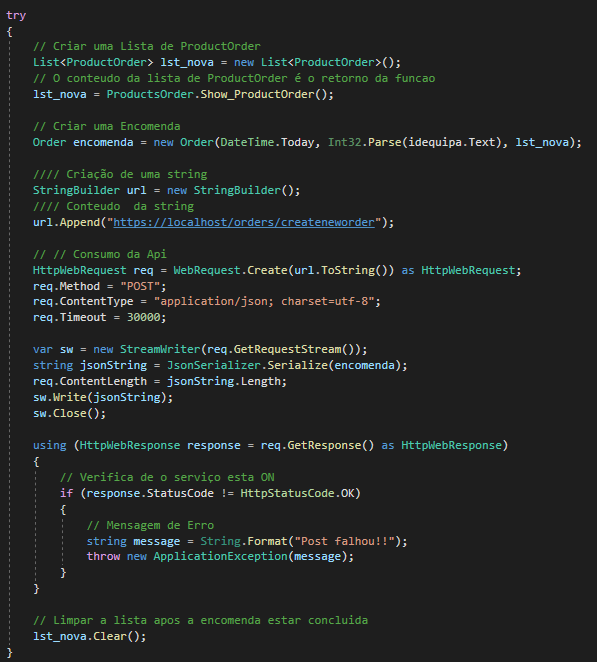 try
{
// Criar uma Lista de ProductOrder
List<ProductOrder> lst_nova = new List<ProductOrder>();
// O conteudo da lista de ProductOrder é o retorno da funcao
lst_nova = ProductsOrder.Show_ProductOrder();
// Criar uma Encomenda
Order encomenda = new Order(DateTime.Today, Int32.Parse(idequipa.Text), lst_nova);
//// Criação de uma string
StringBuilder url = new StringBuilder();
//// Conteudo  da string
url.Append("https://localhost/orders/createneworder");
// // Consumo da Api
HttpWebRequest req = WebRequest.Create(url.ToString()) as HttpWebRequest;
req.Method = "POST";
req.ContentType = "application/json; charset=utf-8";
req.Timeout = 30000;
var sw = new StreamWriter(req.GetRequestStream());
string jsonString = JsonSerializer.Serialize(encomenda);
req.ContentLength = jsonString.Length;
sw.Write(jsonString);
sw.Close();
using (HttpWebResponse response = req.GetResponse() as HttpWebResponse)
{
// Verifica de o serviço esta ON
if (response.StatusCode != HttpStatusCode.OK)
{
// Mensagem de Erro
string message = String.Format("Post falhou!!");
throw new ApplicationException(message);
}
}
// Limpar a lista apos a encomenda estar concluida
lst_nova.Clear();
}